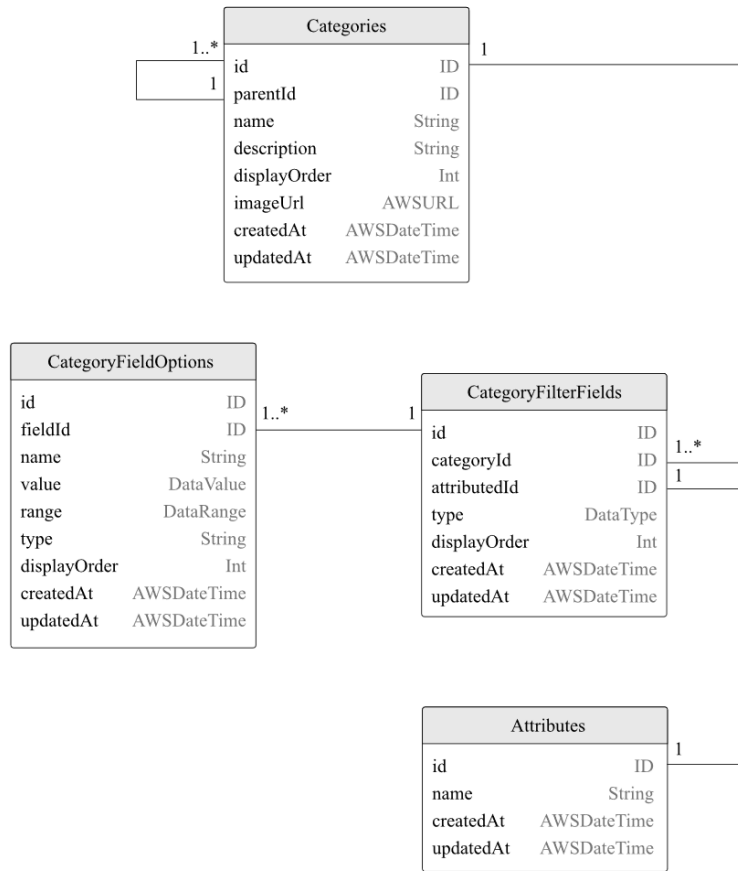 Categories
1..*
1
1
id ID
parentId ID
name String
description String
displayOrder Int
imageUrl AWSURL
createdAt AWSDateTime
updatedAt AWSDateTime
CategoryFieldOptions
id ID
fieldId ID
name String
value DataValue
range DataRange
type String
displayOrder Int
createdAt AWSDateTime
updatedAt AWSDateTime
1..*
1
CategoryFilterFields
id ID
categoryId ID
attributedId ID
type DataType
displayOrder Int
createdAt AWSDateTime
updatedAt AWSDateTime
1..*
1
Attributes
id ID
name String
createdAt AWSDateTime
updatedAt AWSDateTime
1